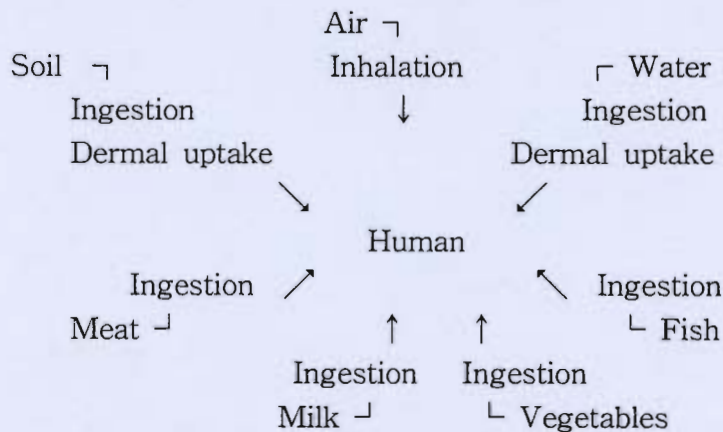 Air
Soil
Inhalation
Water
Ingestion
Ingestion
Dermal uptake
Dermal uptake
Human
Ingestion
Ingestion
Meat
Fish
Ingestion
Ingestion
Milk
Vegetables